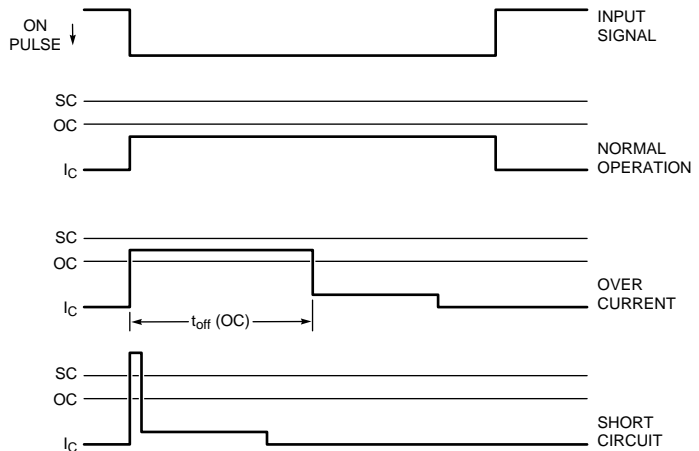 ON
PULSE
INPUT
SIGNAL
SC
OC
I_C
NORMAL
OPERATION
SC
OC
I_C
OVER
CURRENT
t_off (OC)
SC
OC
I_C
SHORT
CIRCUIT